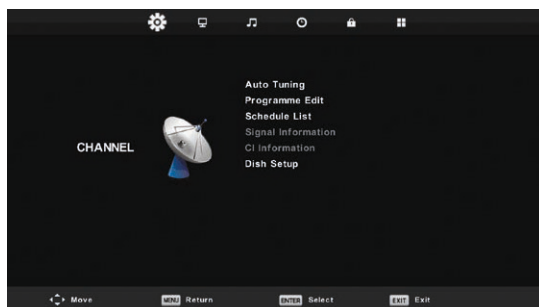 Auto Tuning
Programme Edit
Schedule List
Signal Information
CI Information
Dish Setup
CHANNEL
Move MENU Return ENTER Select EXIT Exit